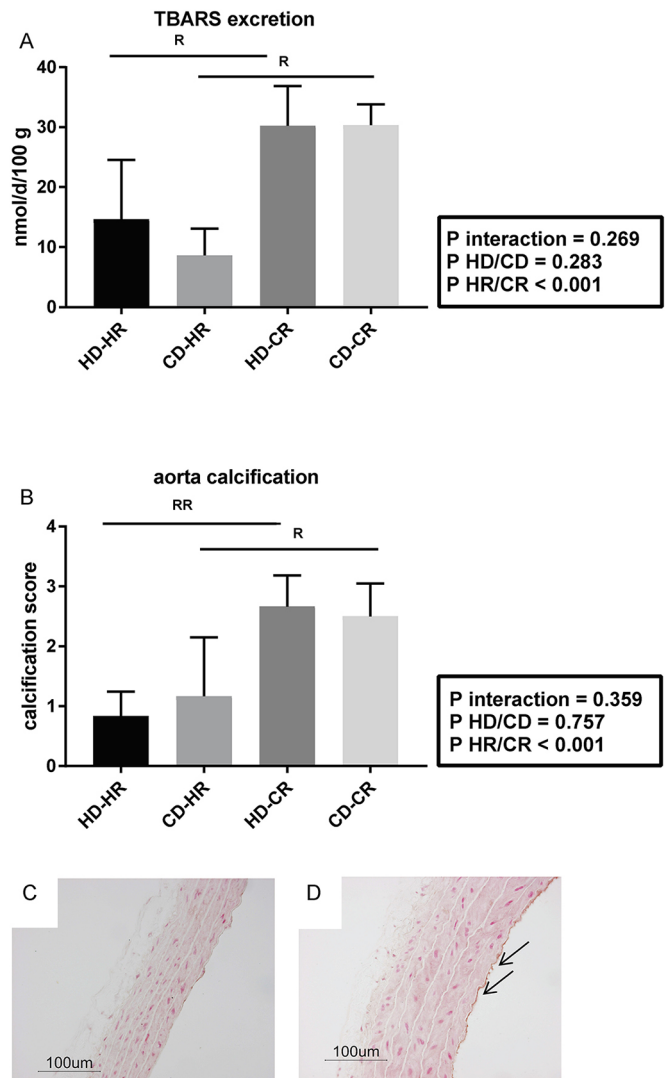 TBARS excretion
A
R
R
40
30
20
10
0
nmol/d/100 g
HD-HR
CD-HR
HD-CR
CD-CR
P interaction = 0.269
P HD/CD = 0.283
P HR/CR < 0.001
aorta calcification
B
RR
R
4
3
2
1
0
calcification score
HD-HR
CD-HR
HD-CR
CD-CR
P interaction = 0.359
P HD/CD = 0.757
P HR/CR < 0.001
C
D
100um
100um